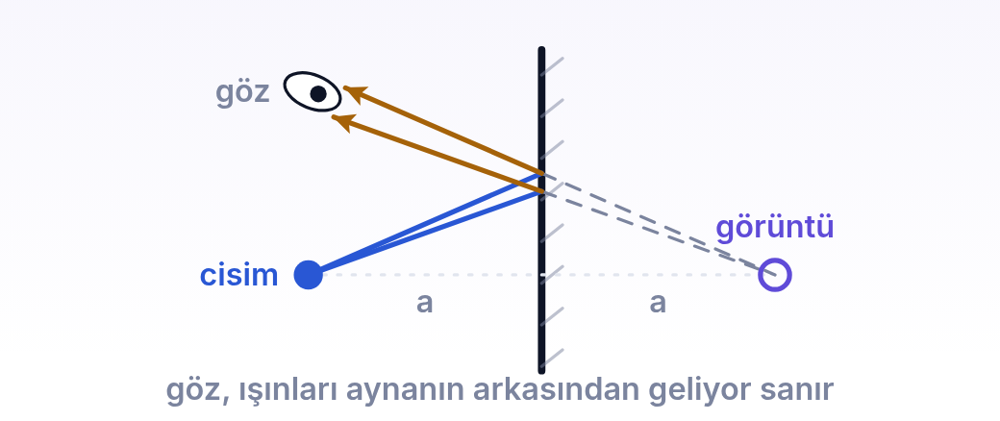 göz
görüntü
cisim
a
a
göz, ışınları aynanın arkasından geliyor sanır